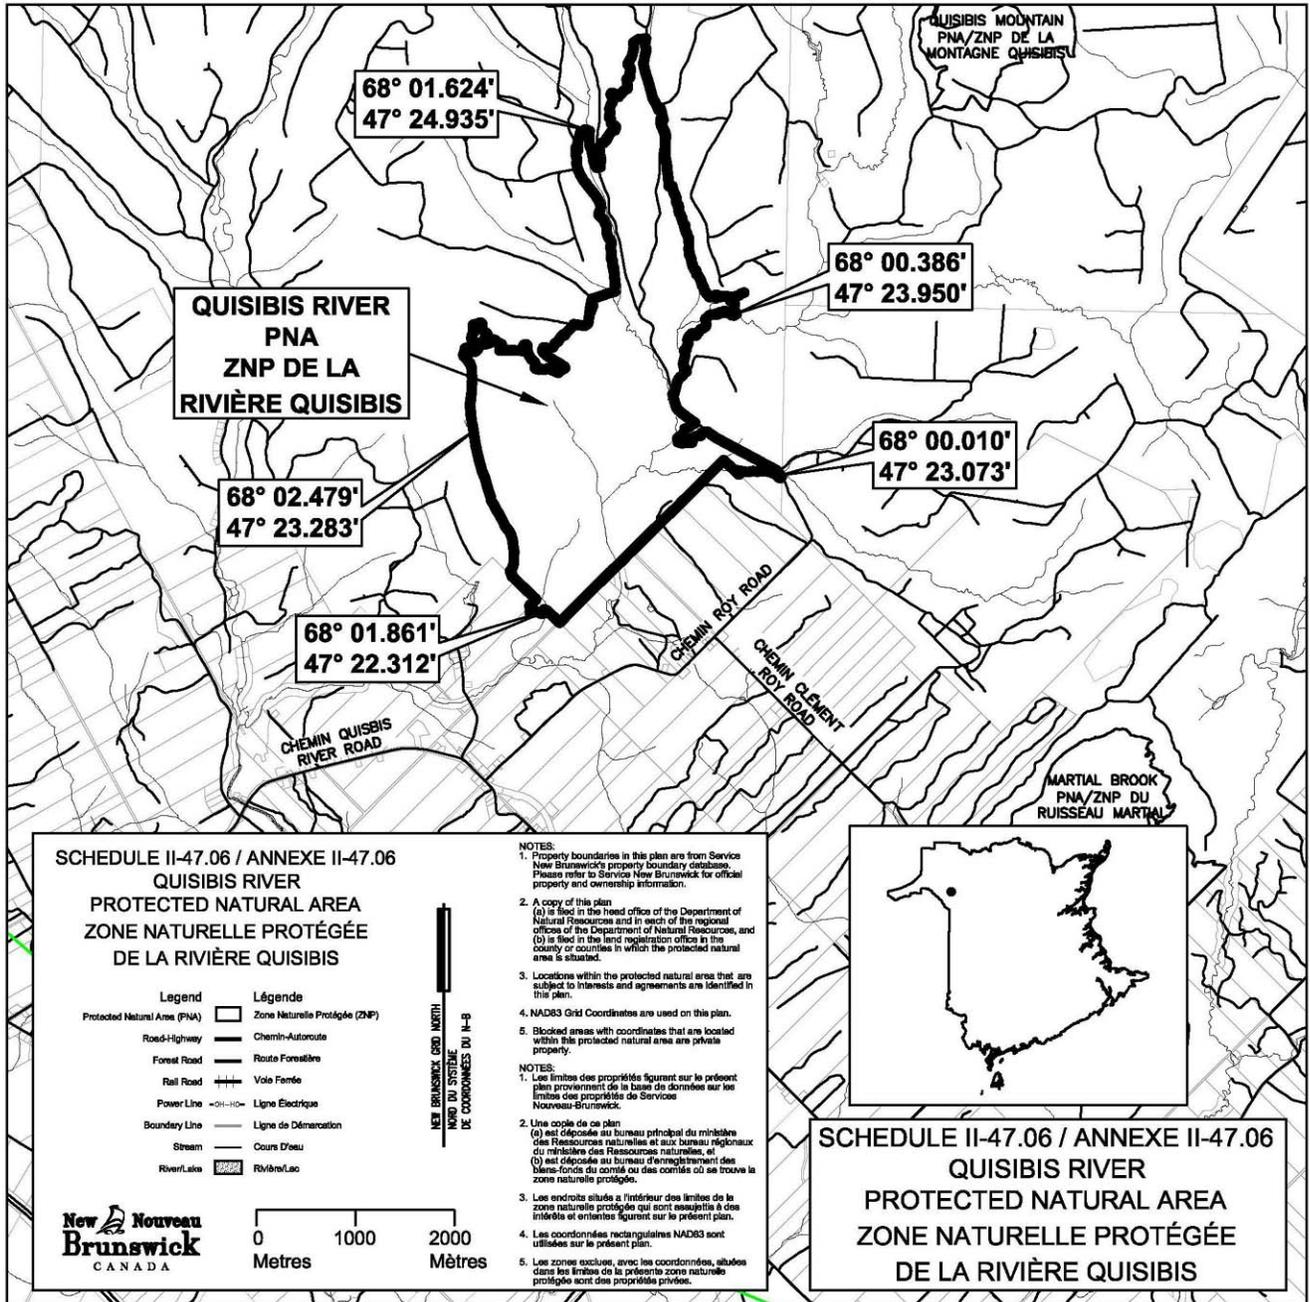 QUISIBIS MOUNTAIN
PNA/ZNP DE LA
MONTAGNE QUISIBIS
68° 01.624'
47° 24.935'
68° 00.386'
47° 23.950'
QUISIBIS RIVER
PNA
ZNP DE LA
RIVIÈRE QUISIBIS
68° 00.010'
47° 23.073'
68° 02.479'
47° 23.283'
68° 01.861'
47° 22.312'
CHEMIN ROY ROAD
CHEMIN CLÉMENT
ROY ROAD
CHEMIN QUISBIS
RIVER ROAD
MARTIAL BROOK
PNA/ZNP DU
RUISSEAU MARTIAL
SCHEDULE II-47.06 / ANNEXE II-47.06
QUISIBIS RIVER
PROTECTED NATURAL AREA
ZONE NATURELLE PROTÉGÉE
DE LA RIVIÈRE QUISIBIS
Legend Légende
Protected Natural Area (PNA) Zone Naturelle Protégée (ZNP)
Road-Highway Chemin-Autoroute
Forest Road Route Forestière
Rail Road Voie Ferrée
Power Line -OH-HO- Ligne Électrique
Boundary Line Ligne de Démarcation
Stream Cours D'eau
River/Lake Rivière/Lac
NEW BRUNSWICK GRID NORTH
NORD DU SYSTÈME
DE COORDONNÉES DU N-B
New Nouveau
Brunswick
CANADA
0 1000 2000
Metres Mètres
NOTES:
1. Property boundaries in this plan are from Service
New Brunswick's property boundary database.
Please refer to Service New Brunswick for official
property and ownership information.
2. A copy of this plan
(a) is filed in the head office of the Department of
Natural Resources and in each of the regional
offices of the Department of Natural Resources, and
(b) is filed in the land registration office in the
county or counties in which the protected natural
area is situated.
3. Locations within the protected natural area that are
subject to interests and agreements are identified in
this plan.
4. NAD83 Grid Coordinates are used on this plan.
5. Blocked areas with coordinates that are located
within this protected natural area are private
property.
NOTES:
1. Les limites des propriétés figurant sur le présent
plan proviennent de la base de données sur les
limites des propriétés de Services
Nouveau-Brunswick.
2. Une copie de ce plan
(a) est déposée au bureau principal du ministère
des Ressources naturelles et aux bureau régionaux
du ministère des Ressources naturelles, et
(b) est déposée au bureau d'enregistrement des
biens-fonds du comté ou des comtés où se trouve la
zone naturelle protégée.
3. Les endroits situés a l'intérieur des limites de la
zone naturelle protégée qui sont assujettis à des
intérêts et ententes figurent sur le présent plan.
4. Les coordonnées rectangulaires NAD83 sont
utilisées sur le présent plan.
5. Les zones exclues, avec les coordonnées, situées
dans les limites de la présente zone naturelle
protégée sont des propriétés privées.
SCHEDULE II-47.06 / ANNEXE II-47.06
QUISIBIS RIVER
PROTECTED NATURAL AREA
ZONE NATURELLE PROTÉGÉE
DE LA RIVIÈRE QUISIBIS